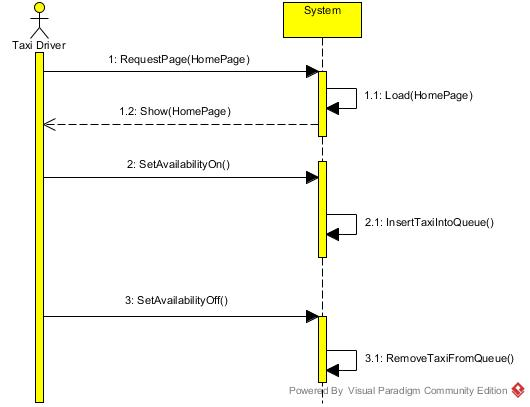 System
Taxi Driver
1: RequestPage(HomePage)
1.1: Load(HomePage)
1.2: Show(HomePage)
2: SetAvailabilityOn()
2.1: InsertTaxiIntoQueue()
3: SetAvailabilityOff()
3.1: RemoveTaxiFromQueue()
Powered By Visual Paradigm Community Edition